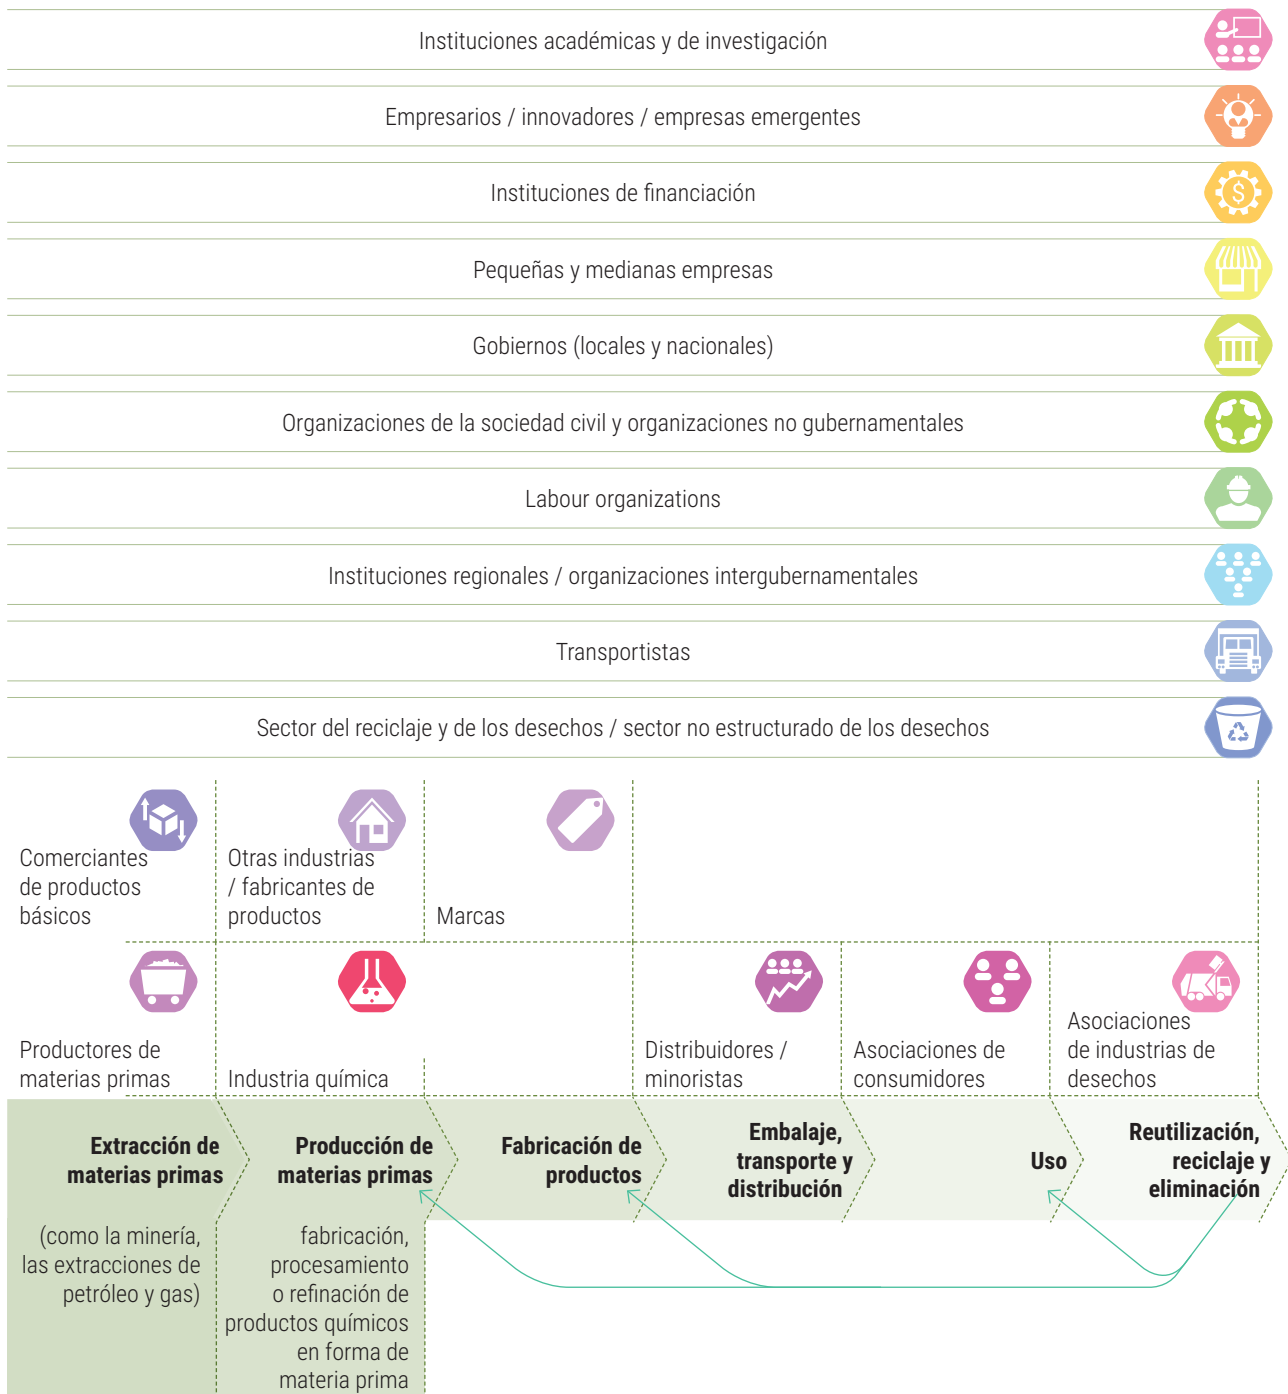 Instituciones académicas y de investigación
Empresarios / innovadores / empresas emergentes
Instituciones de financiación
$
Pequeñas y medianas empresas
Gobiernos (locales y nacionales)
Organizaciones de la sociedad civil y organizaciones no gubernamentales
Labour organizations
Instituciones regionales / organizaciones intergubernamentales
Transportistas
Sector del reciclaje y de los desechos / sector no estructurado de los desechos
Comerciantes
de productos
básicos
Otras industrias
/ fabricantes de
productos
Marcas
Productores de
materias primas
Industria química
Distribuidores /
minoristas
Asociaciones de
consumidores
Asociaciones
de industrias de
desechos
Extracción de
materias primas
Producción de
materias primas
Fabricación de
productos
Embalaje,
transporte y
distribución
Uso
Reutilización,
reciclaje y
eliminación
(como la minería,
las extracciones de
petróleo y gas)
fabricación,
procesamiento
o refinación de
productos químicos
en forma de
materia prima